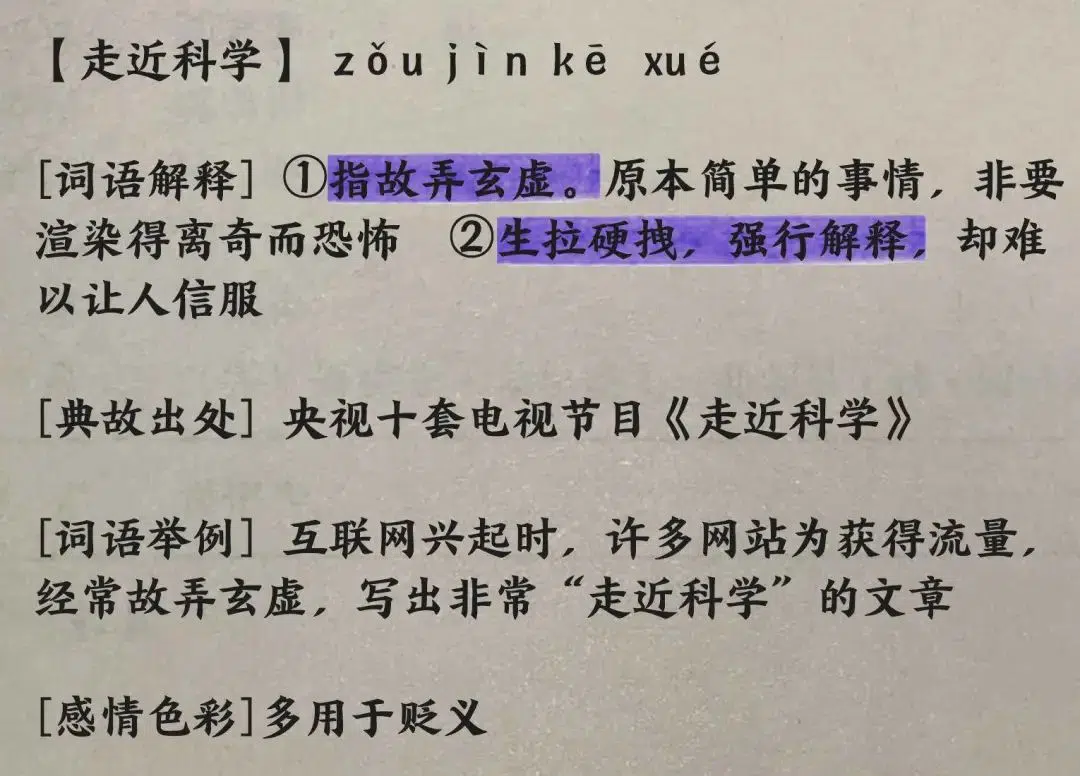 【走近科学】 zǒu jìn kē xué
[词语解释] ①指故弄玄虚。原本简单的事情，非要
渲染得离奇而恐怖 ②生拉硬拽，强行解释，却难
以让人信服
[典故出处] 央视十套电视节目《走近科学》
[词语举例] 互联网兴起时，许多网站为获得流量，
经常故弄玄虚，写出非常“走近科学”的文章
[感情色彩]多用于贬义